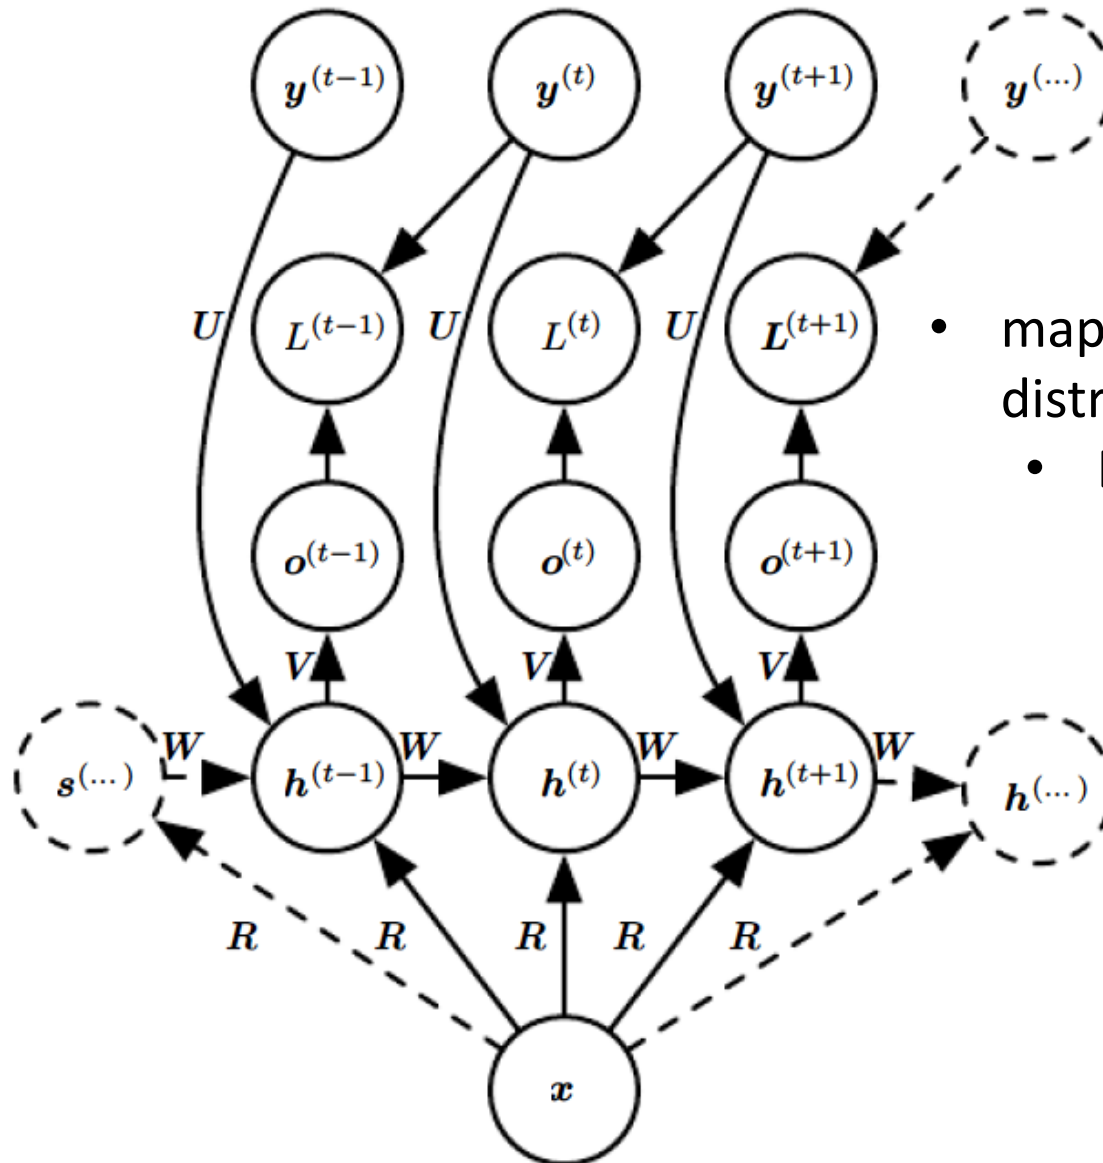 y^(t−1) y^(t) y^(t+1) y^(...)
U L^(t−1) U L^(t) U L^(t+1)
• map
distr
•
o^(t−1) o^(t) o^(t+1)
V V V
W W W W
s^(...) h^(t−1) h^(t) h^(t+1) h^(...)
R R R R R
x